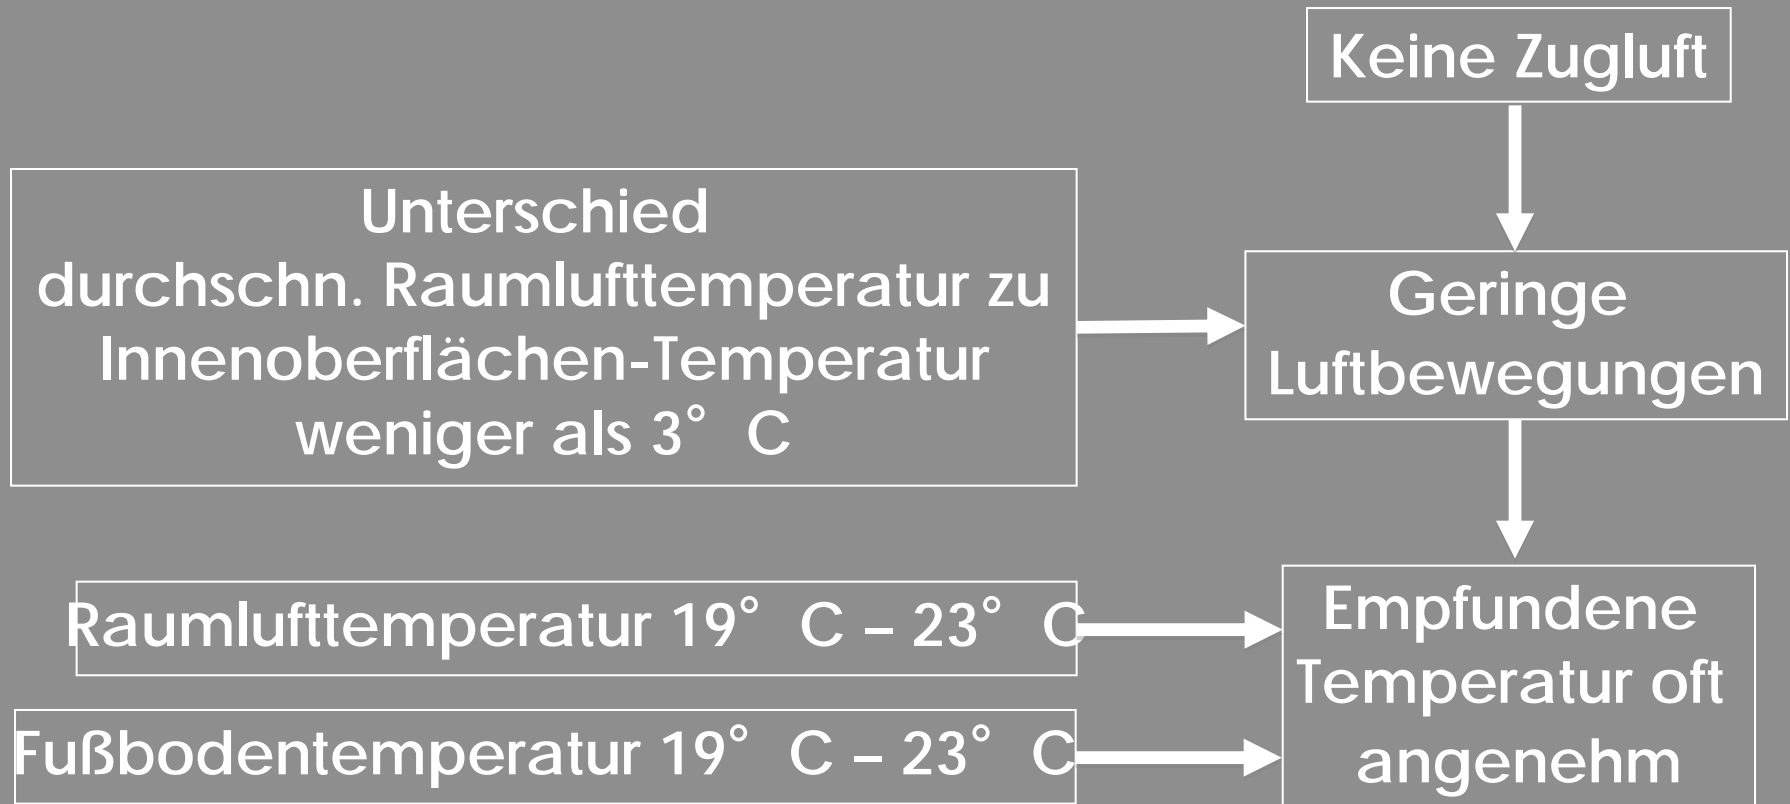 Keine Zugluft
Unterschied
durchschn. Raumlufttemperatur zu
Innenoberflächen-Temperatur
weniger als 3° C
Geringe
Luftbewegungen
Raumlufttemperatur 19° C – 23° C
Fußbodentemperatur 19° C – 23° C
Empfundene
Temperatur oft
angenehm